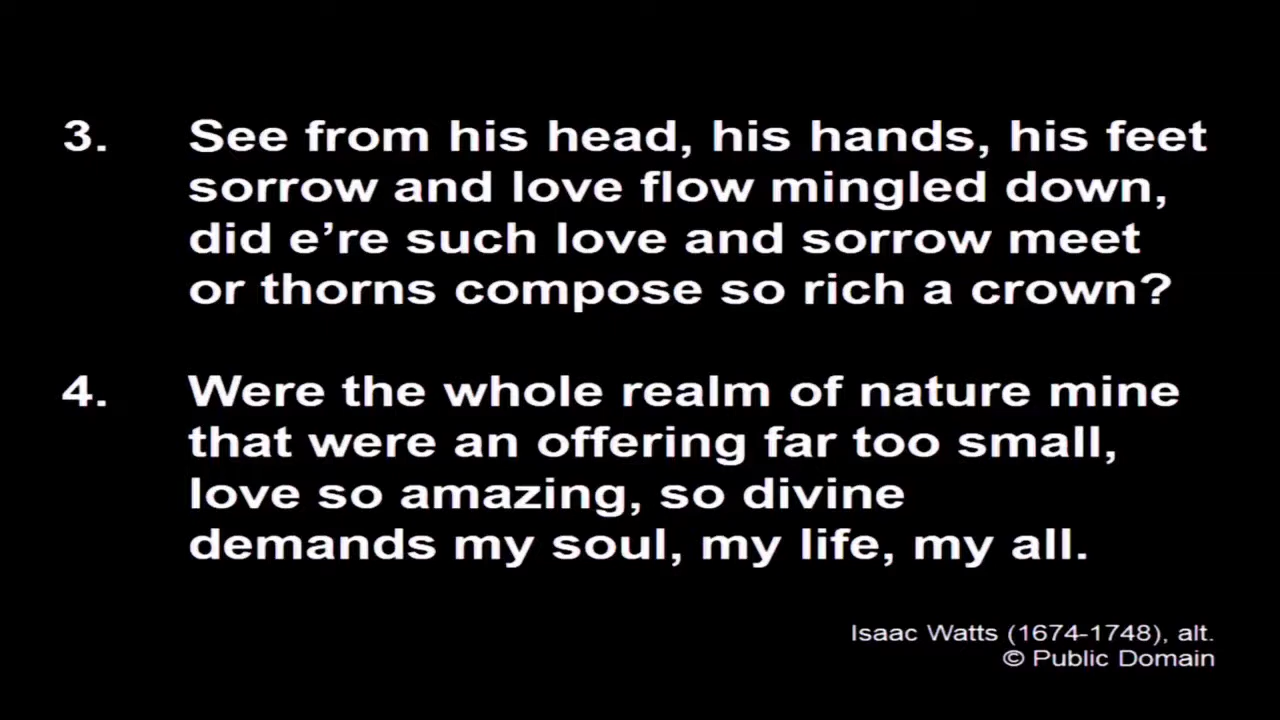 3. See from his head, his hands, his feet
sorrow and love flow mingled down,
did e’re such love and sorrow meet
or thorns compose so rich a crown?
4. Were the whole realm of nature mine
that were an offering far too small,
love so amazing, so divine
demands my soul, my life, my all.
Isaac Watts (1674-1748), alt.
© Public Domain